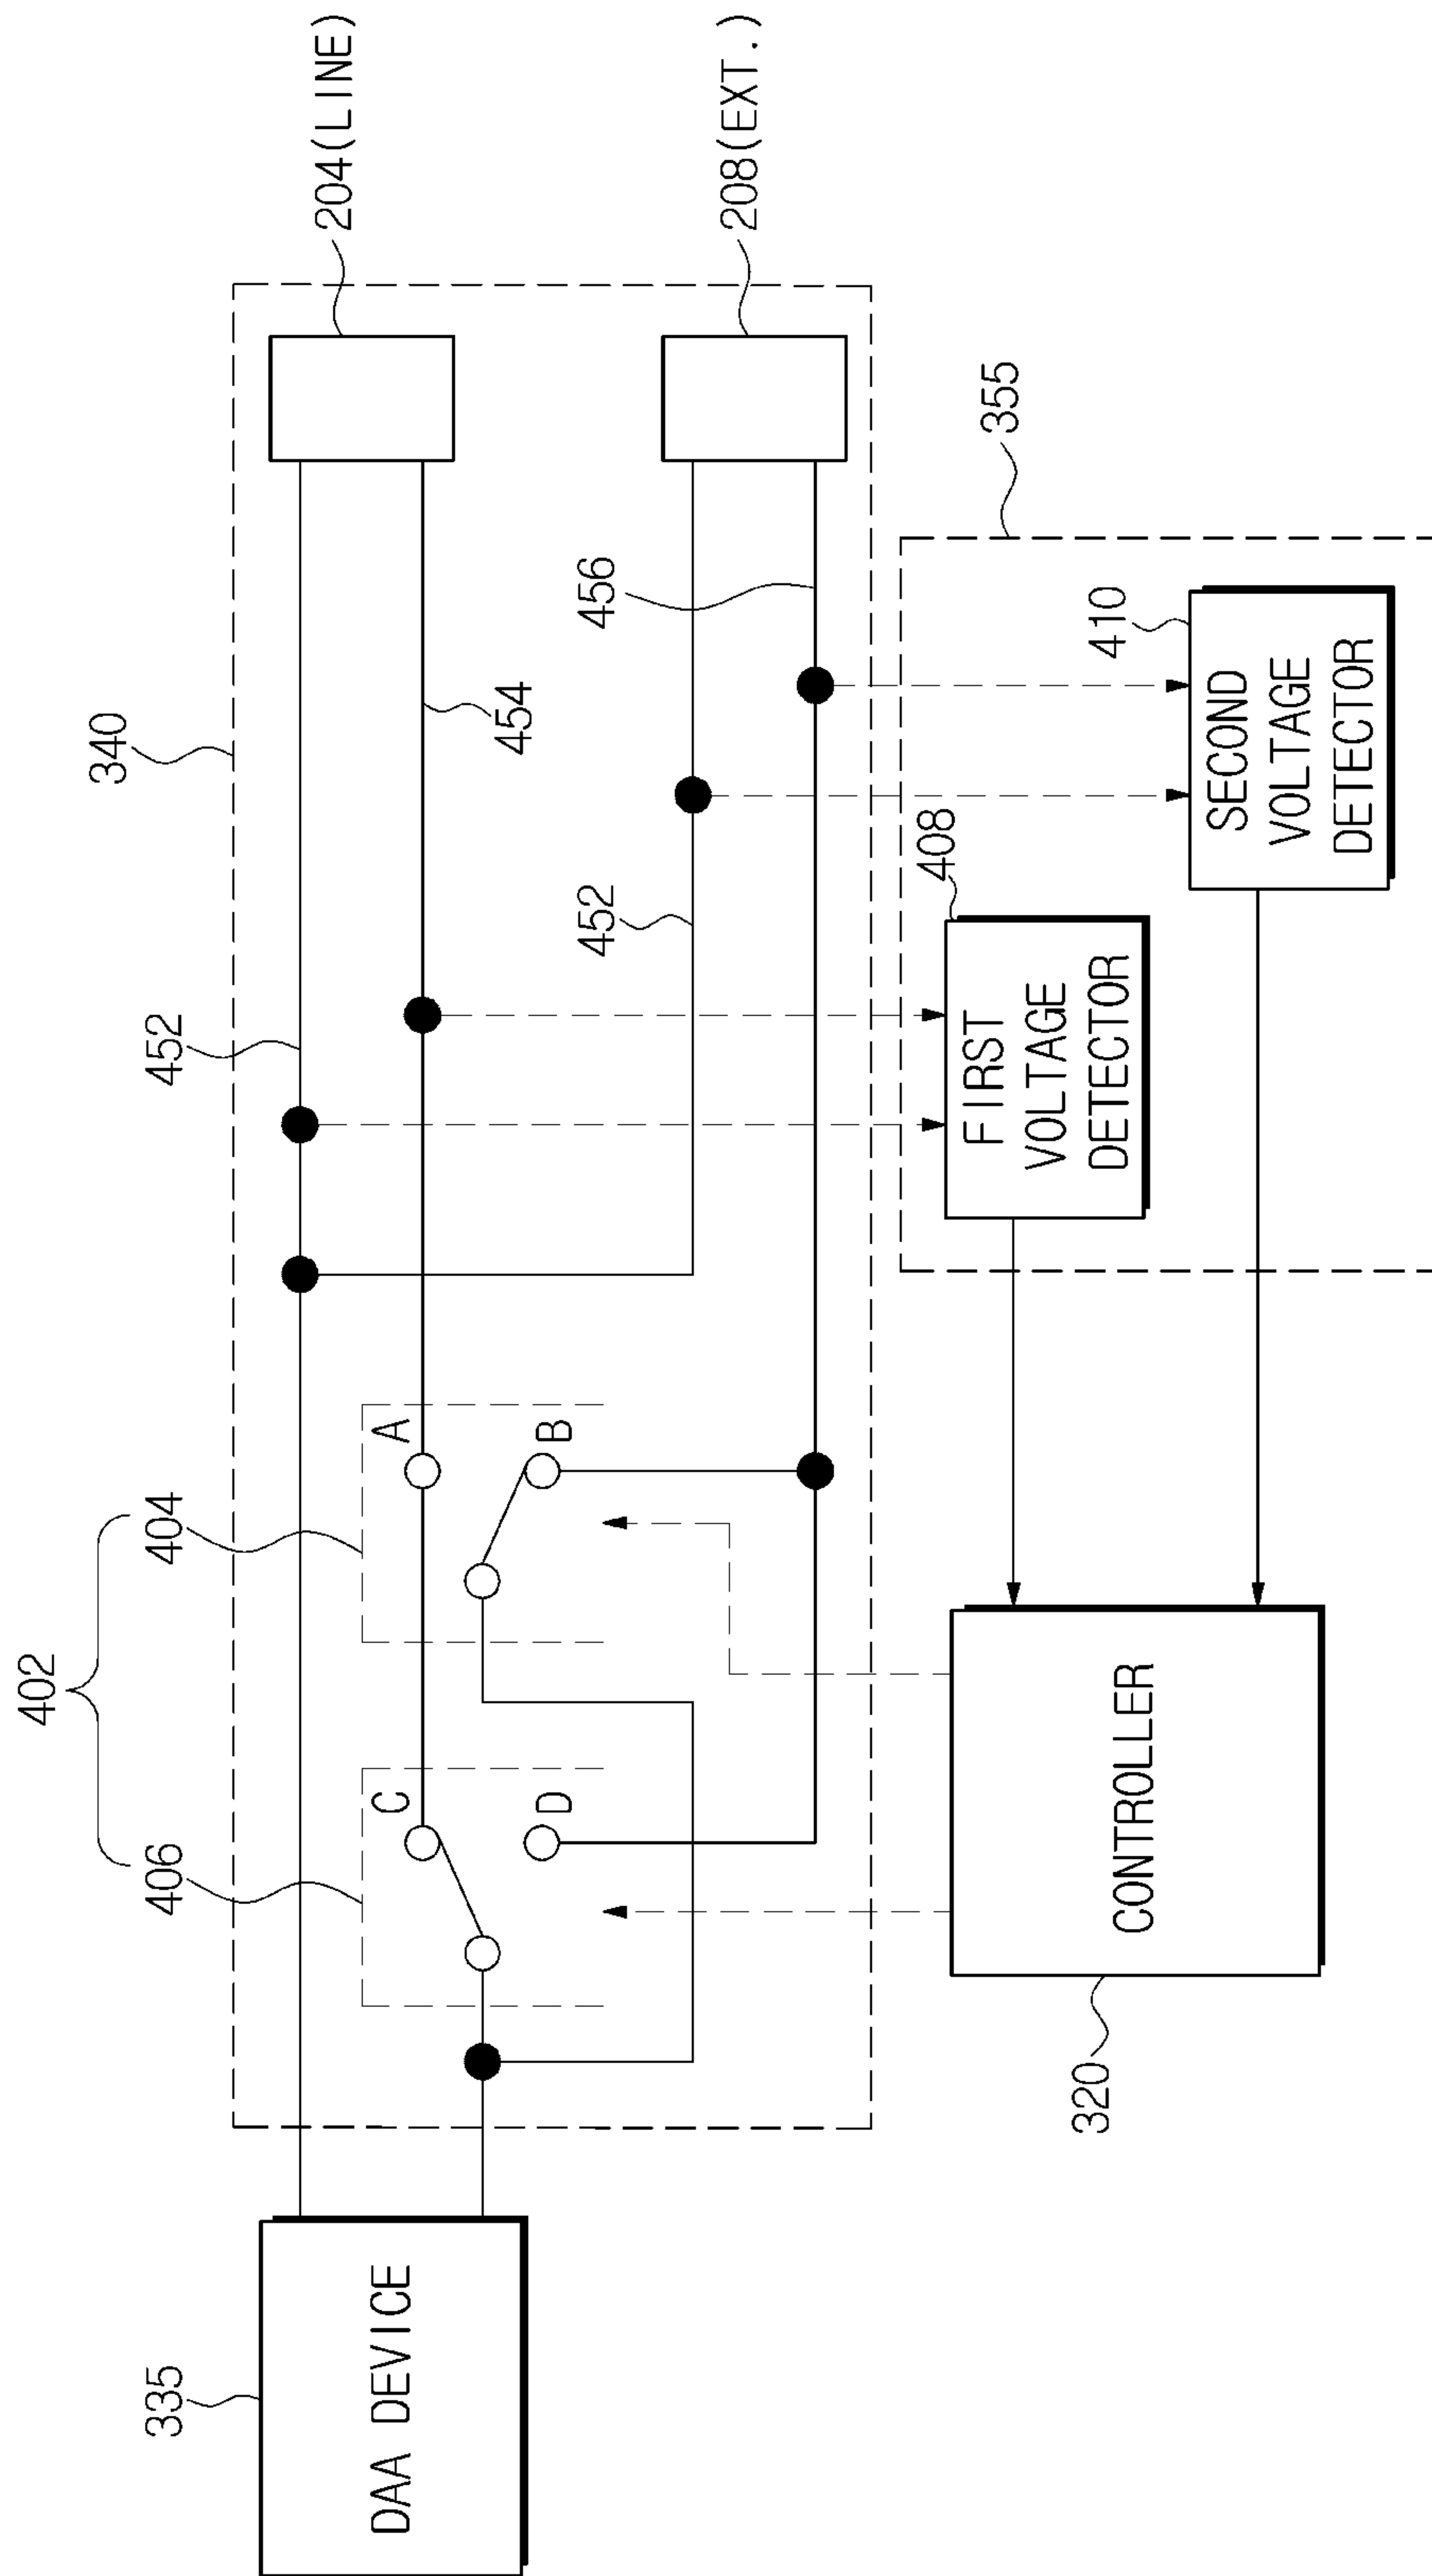 402
406
404
452
340
204(LINE)
335
DAA DEVICE
C
D
A
B
454
452
456
208(EXT.)
320
CONTROLLER
408
FIRST
VOLTAGE
DETECTOR
355
410
SECOND
VOLTAGE
DETECTOR